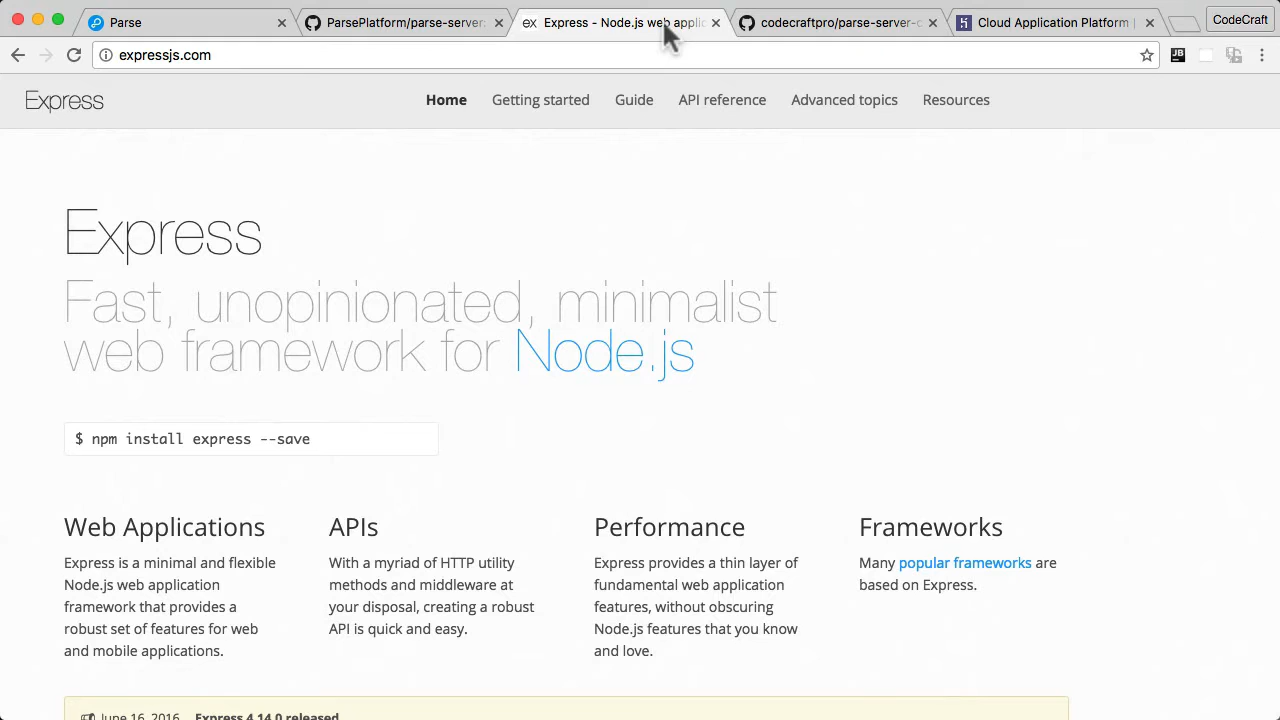 Parse
ParsePlatform/parse-server:
Express - Node.js web applic
codecraftpro/parse-server-c
Cloud Application Platform |
CodeCraft
expressjs.com
JB
Express
Home
Getting started
Guide
API reference
Advanced topics
Resources
Express
Fast, unopinionated, minimalist
web framework for Node.js
$ npm install express --save
Web Applications
Express is a minimal and flexible
Node.js web application
framework that provides a
robust set of features for web
and mobile applications.
APIs
With a myriad of HTTP utility
methods and middleware at
your disposal, creating a robust
API is quick and easy.
Performance
Express provides a thin layer of
fundamental web application
features, without obscuring
Node.js features that you know
and love.
Frameworks
Many popular frameworks are
based on Express.
June 16, 2016 Express 4.14.0 released